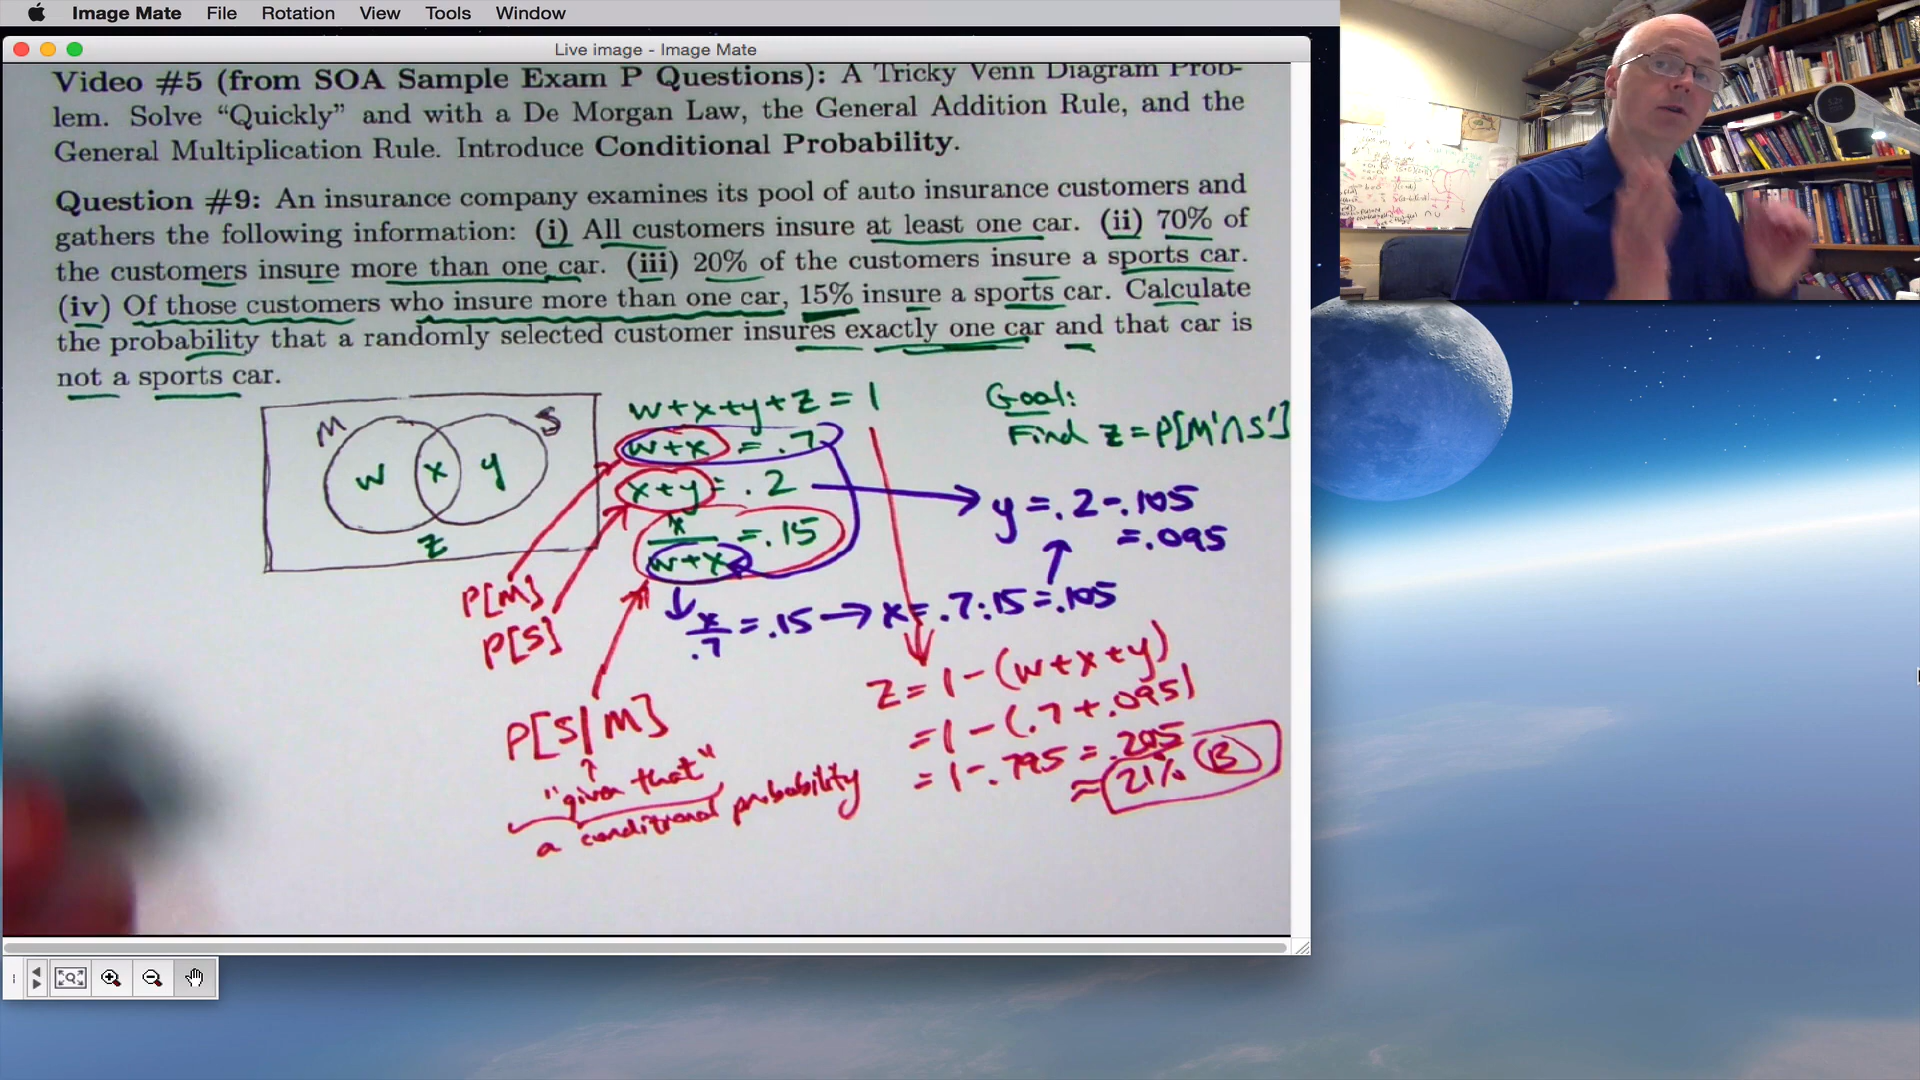 Image Mate File Rotation View Tools Window
Live image - Image Mate
Video #5 (from SOA Sample Exam P Questions): A Tricky Venn Diagram Prob-
lem. Solve “Quickly” and with a De Morgan Law, the General Addition Rule, and the
General Multiplication Rule. Introduce Conditional Probability.
Question #9: An insurance company examines its pool of auto insurance customers and
gathers the following information: (i) All customers insure at least one car. (ii) 70% of
the customers insure more than one car. (iii) 20% of the customers insure a sports car.
(iv) Of those customers who insure more than one car, 15% insure a sports car. Calculate
the probability that a randomly selected customer insures exactly one car and that car is
not a sports car.
M S
w x y
z
w+x+y+z = 1
w+x = .7
x+y = .2
x/w+x = .15
Goal:
Find z = P[M'∩S']
y = .2-.105
= .095
x/.7 = .15 → x = .7·.15 = .105
P[M]
P[S]
P[S|M]
"given that"
a conditional probability
z = 1-(w+x+y)
= 1-(.7+.095)
= 1-.795 = .205
≈ 21% B